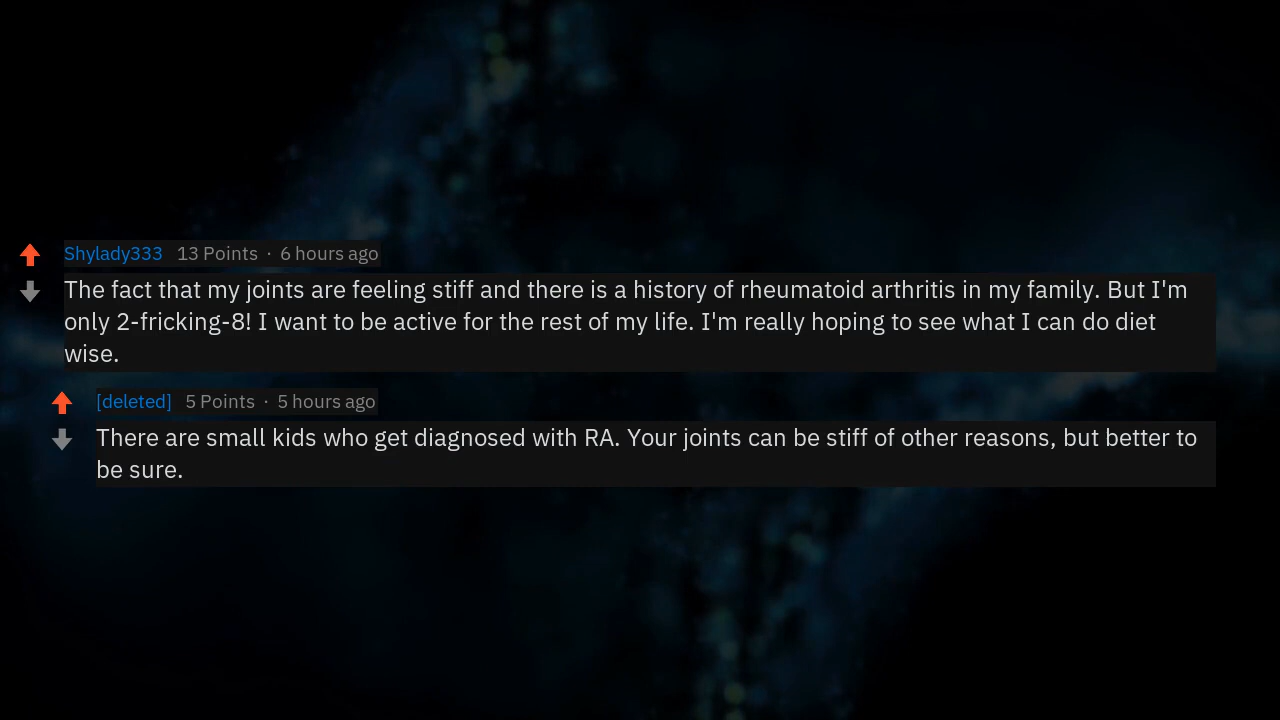 Shylady333 13 Points · 6 hours ago
The fact that my joints are feeling stiff and there is a history of rheumatoid arthritis in my family. But I'm
only 2-fricking-8! I want to be active for the rest of my life. I'm really hoping to see what I can do diet
wise.
[deleted] 5 Points · 5 hours ago
There are small kids who get diagnosed with RA. Your joints can be stiff of other reasons, but better to
be sure.